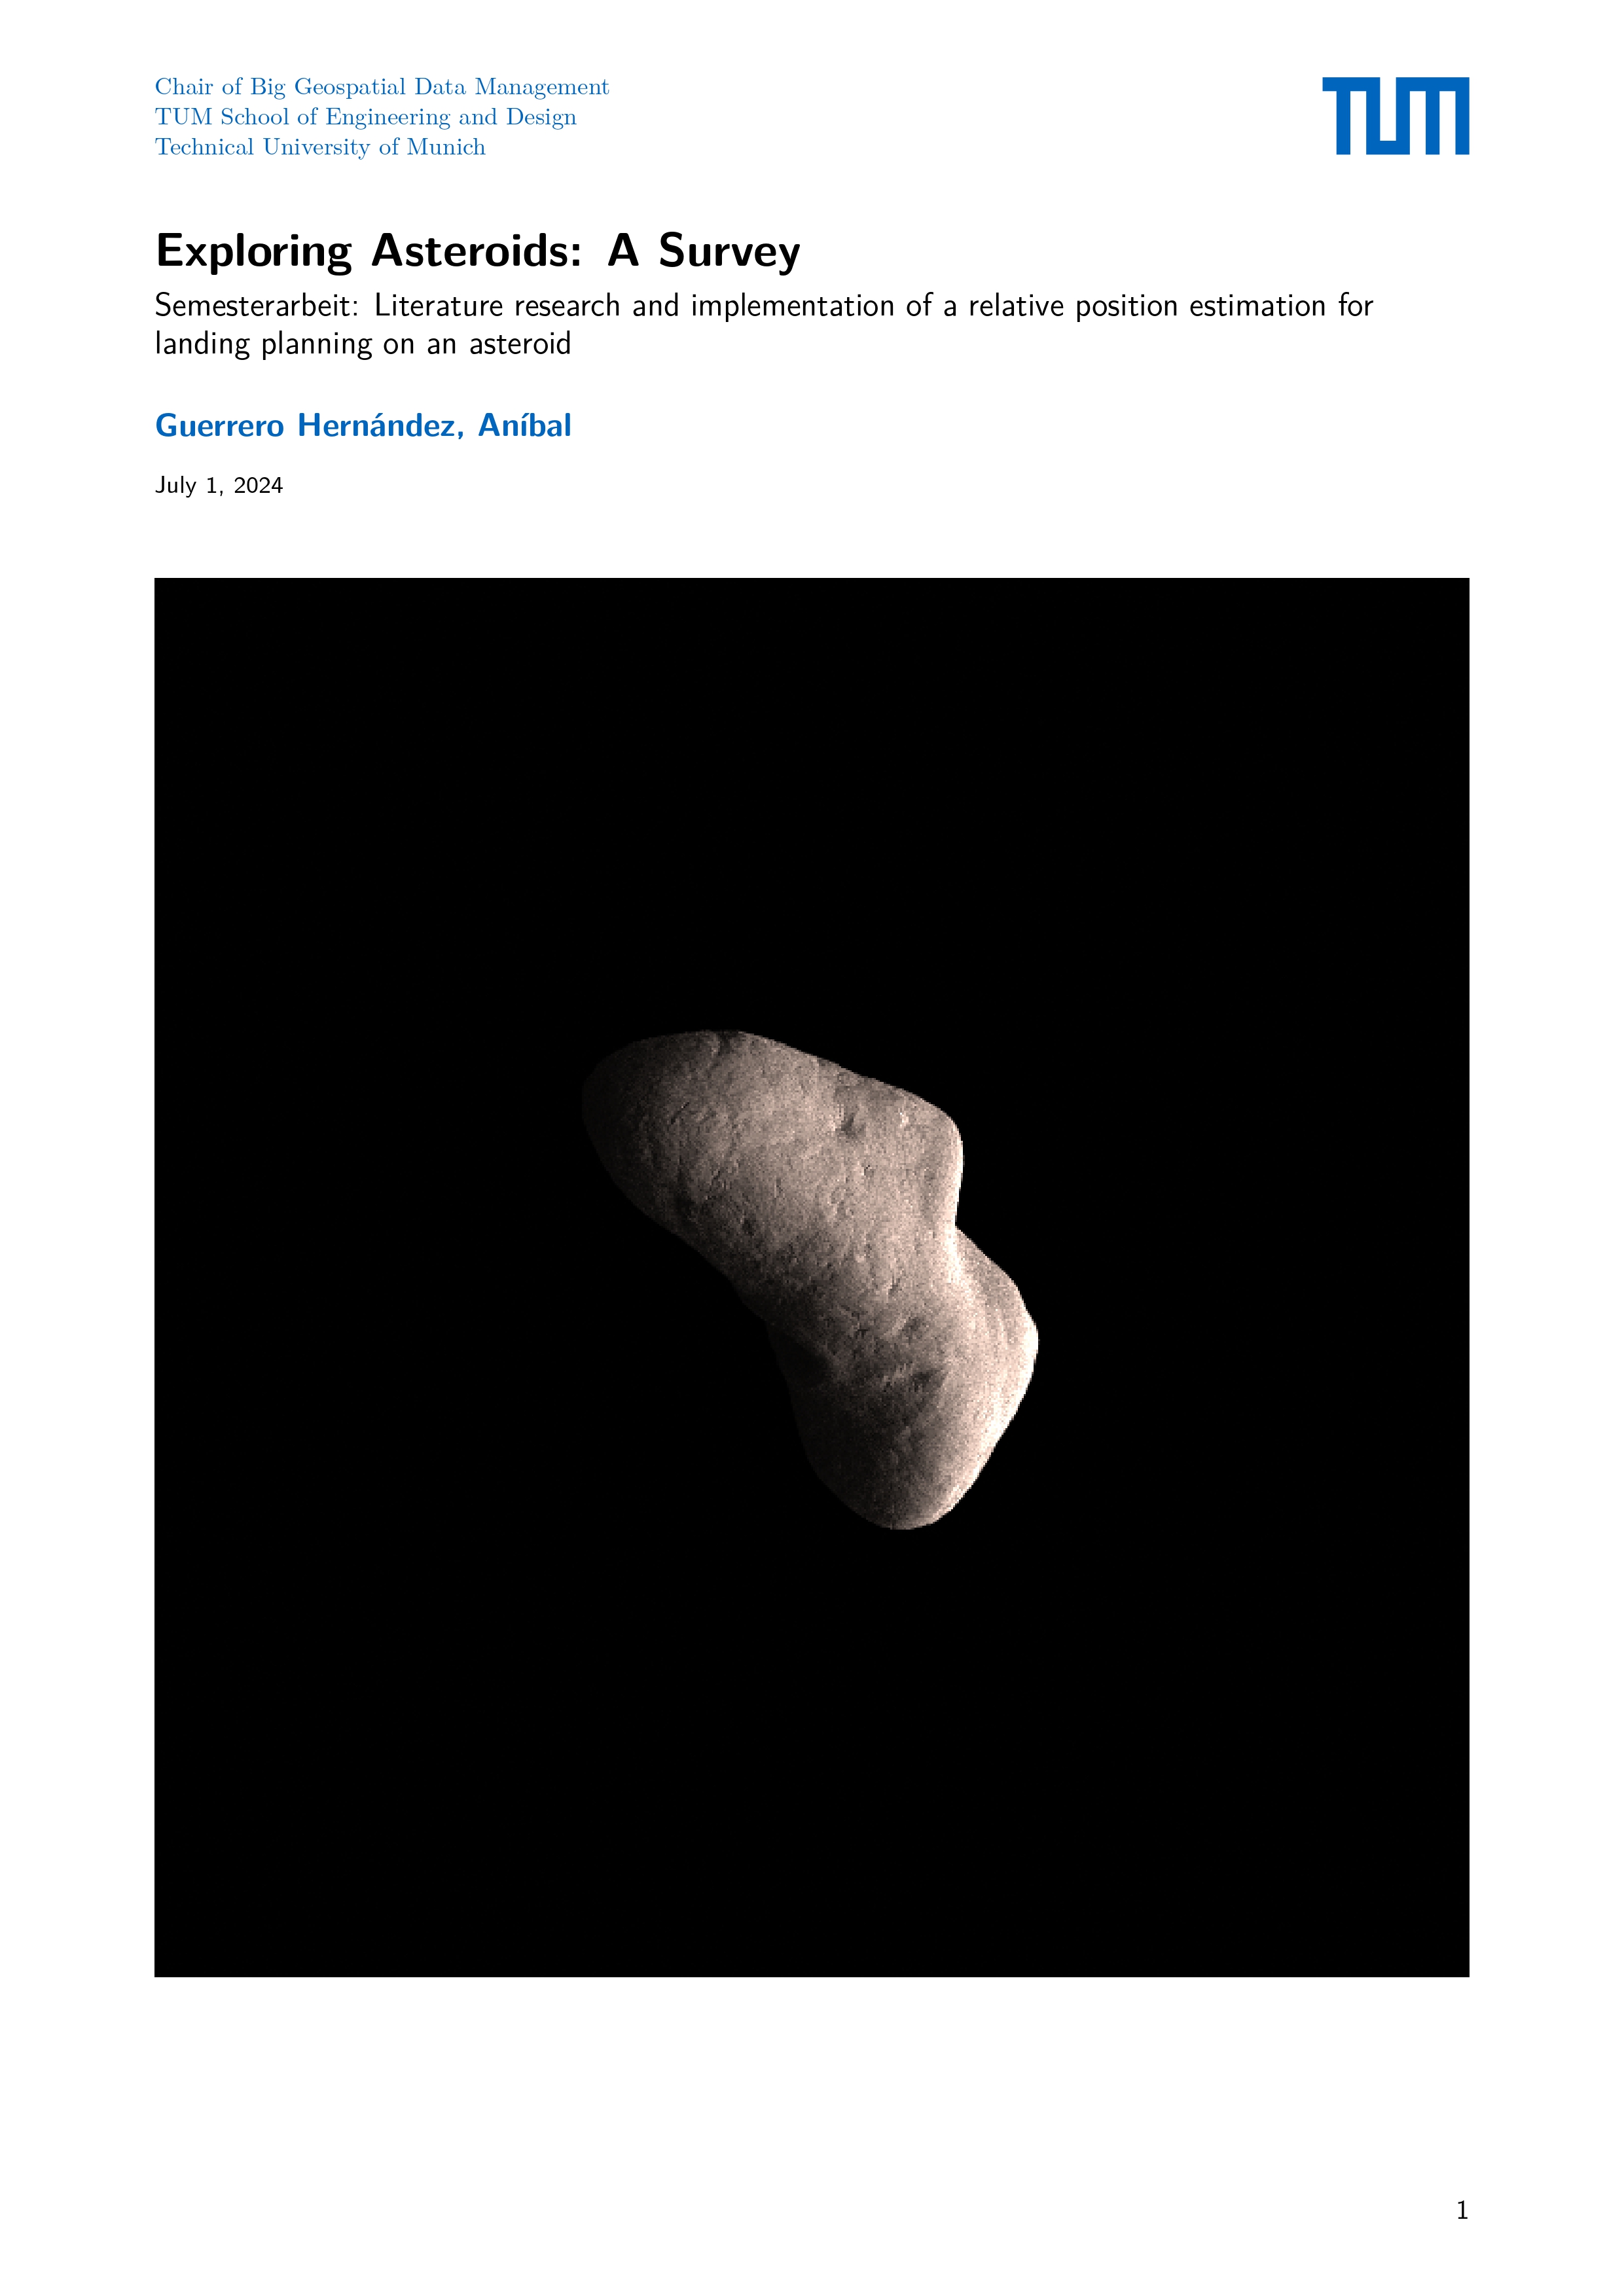 Chair of Big Geospatial Data Management
TUM School of Engineering and Design
Technical University of Munich
TUM
Exploring Asteroids: A Survey
Semesterarbeit: Literature research and implementation of a relative position estimation for
landing planning on an asteroid
Guerrero Hernández, Aníbal
July 1, 2024
1